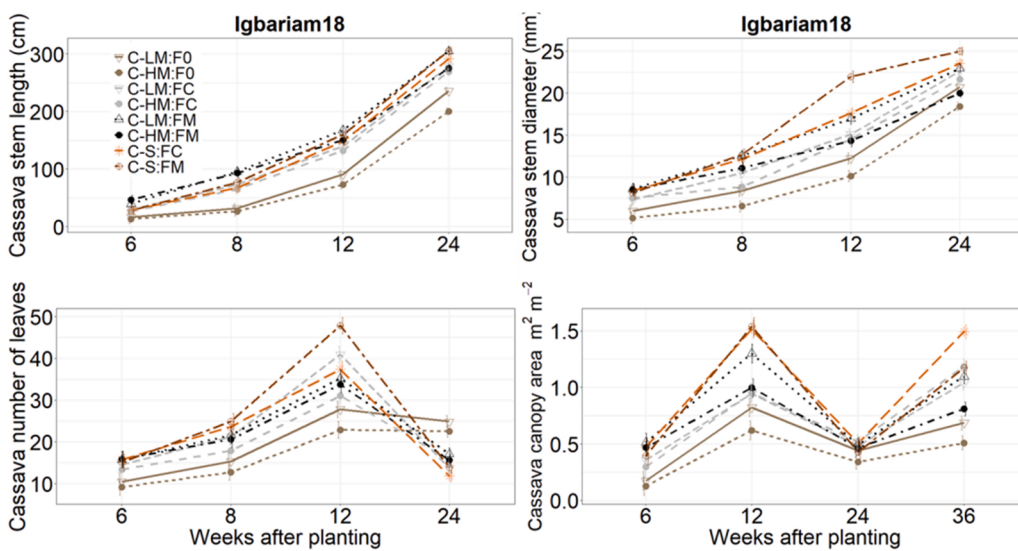 Igbariam18
Cassava stem length (cm)
300
200
100
0
C-LM:F0
C-HM:F0
C-LM:FC
C-HM:FC
C-LM:FM
C-HM:FM
C-S:FC
C-S:FM
6 8 12 24
Igbariam18
Cassava stem diameter (mm)
25
20
15
10
5
6 8 12 24
Cassava number of leaves
50
40
30
20
10
6 8 12 24
Weeks after planting
Cassava canopy area m² m⁻²
1.5
1.0
0.5
0.0
6 12 24 36
Weeks after planting